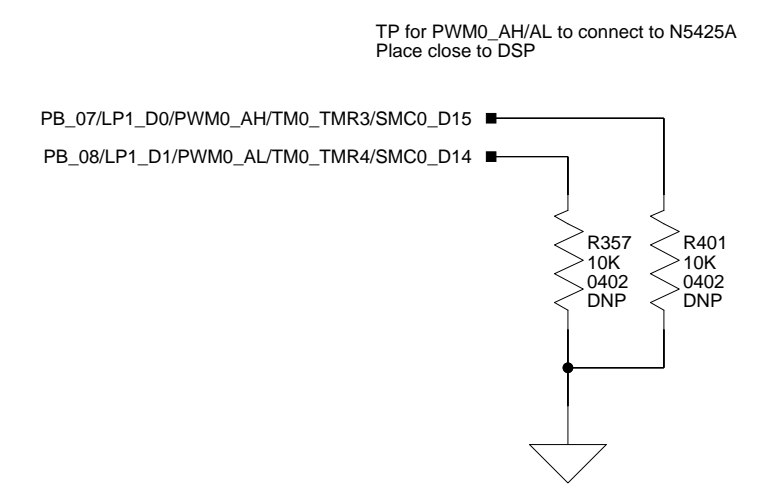 TP for PWM0_AH/AL to connect to N5425A
Place close to DSP
PB_07/LP1_D0/PWM0_AH/TM0_TMR3/SMC0_D15
PB_08/LP1_D1/PWM0_AL/TM0_TMR4/SMC0_D14
R357
10K
0402
DNP
R401
10K
0402
DNP